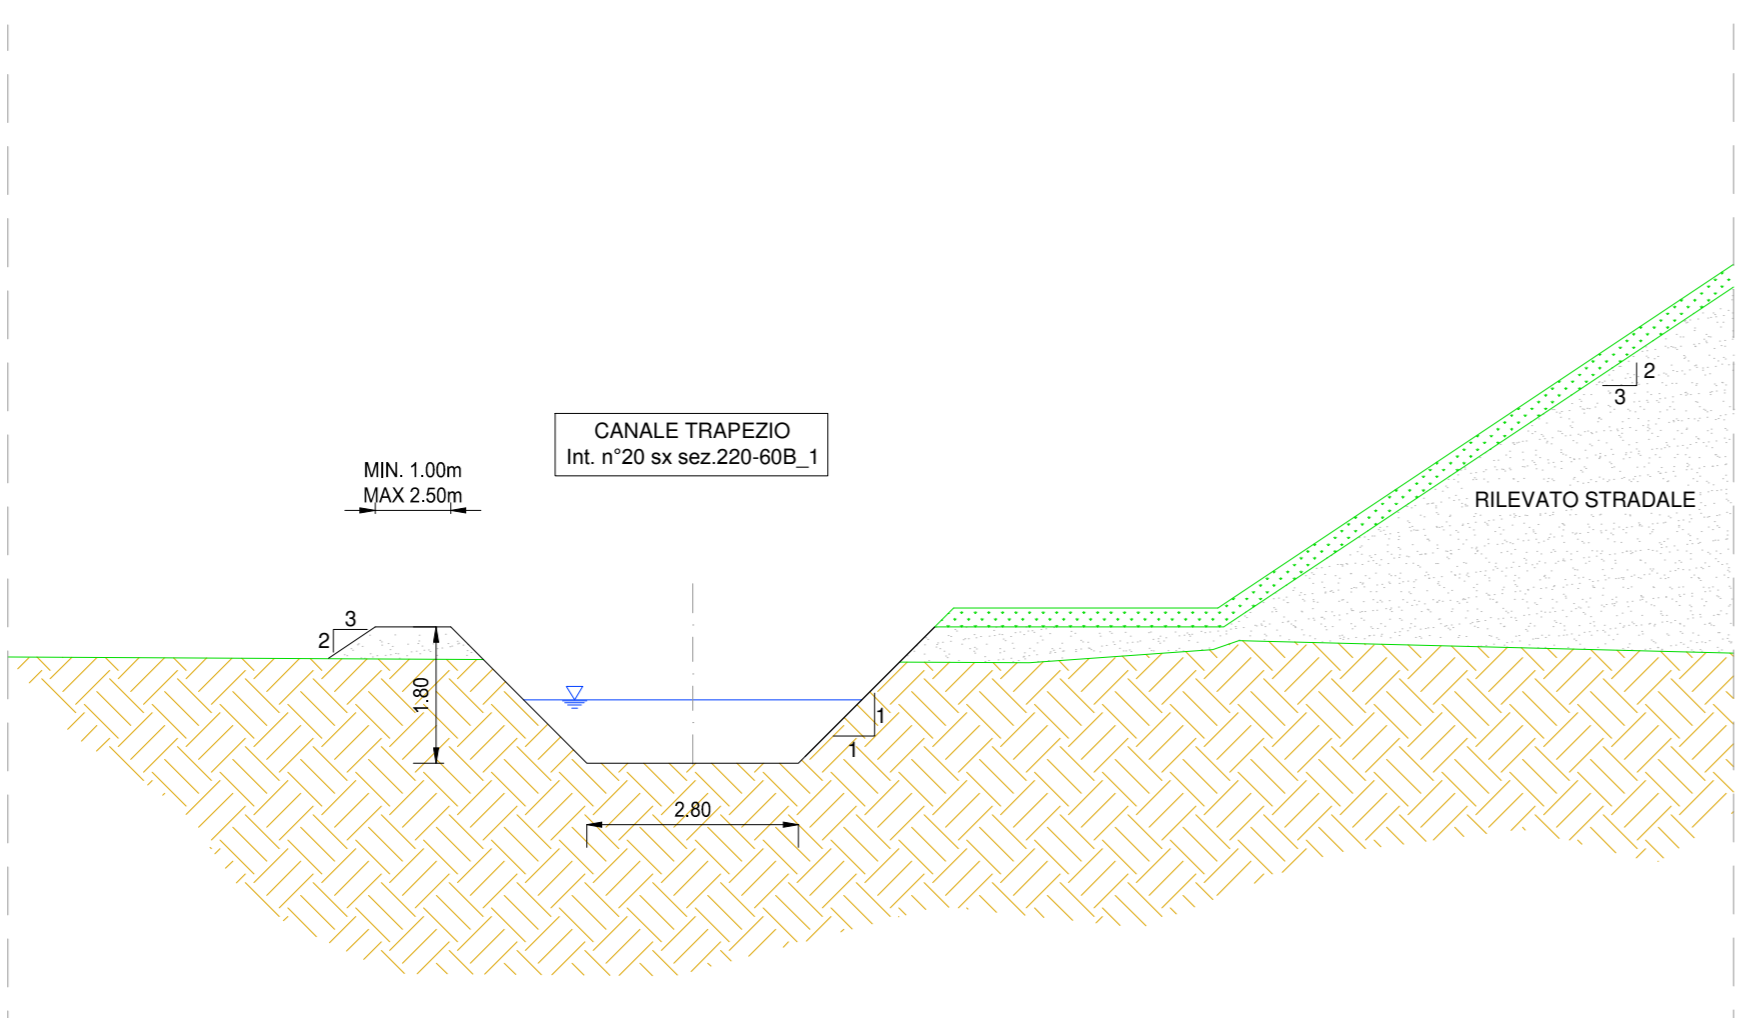 CANALE TRAPEZIO
Int. n°20 sx sez.220-60B_1
MIN. 1.00m
MAX 2.50m
2
3
RILEVATO STRADALE
3
2
1.80
1
1
2.80